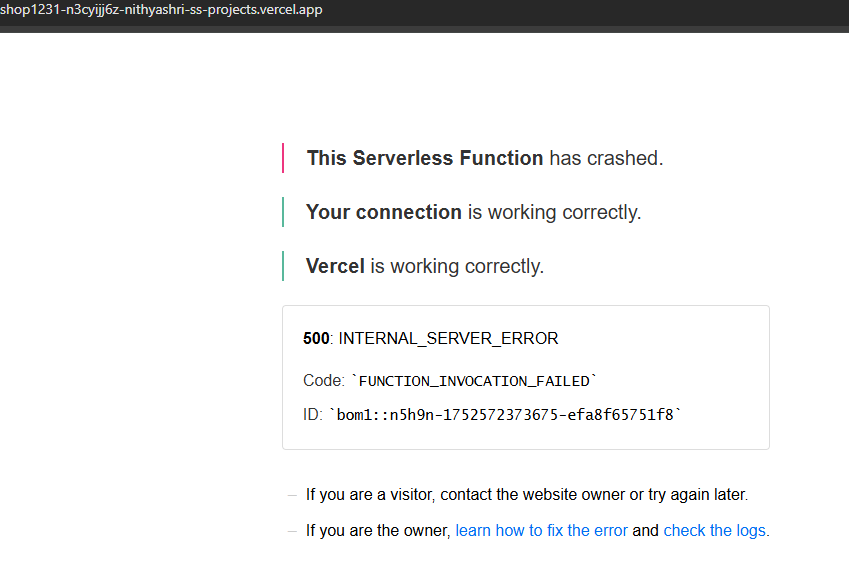 shop1231-n3cyijj6z-nithyashri-ss-projects.vercel.app
This Serverless Function has crashed.
Your connection is working correctly.
Vercel is working correctly.
500: INTERNAL_SERVER_ERROR
Code: `FUNCTION_INVOCATION_FAILED`
ID: `bom1::n5h9n-1752572373675-efa8f65751f8`
– If you are a visitor, contact the website owner or try again later.
– If you are the owner, learn how to fix the error and check the logs.